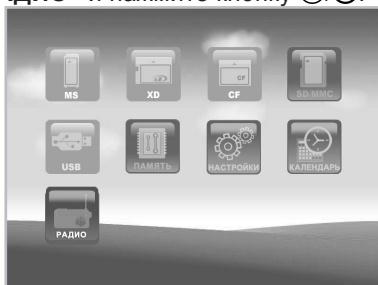 и нажмите кнопку
MS XD CF SD/MMC
USB ПАМЯТЬ НАСТРОЙКИ КАЛЕНДАРЬ
РАДИО